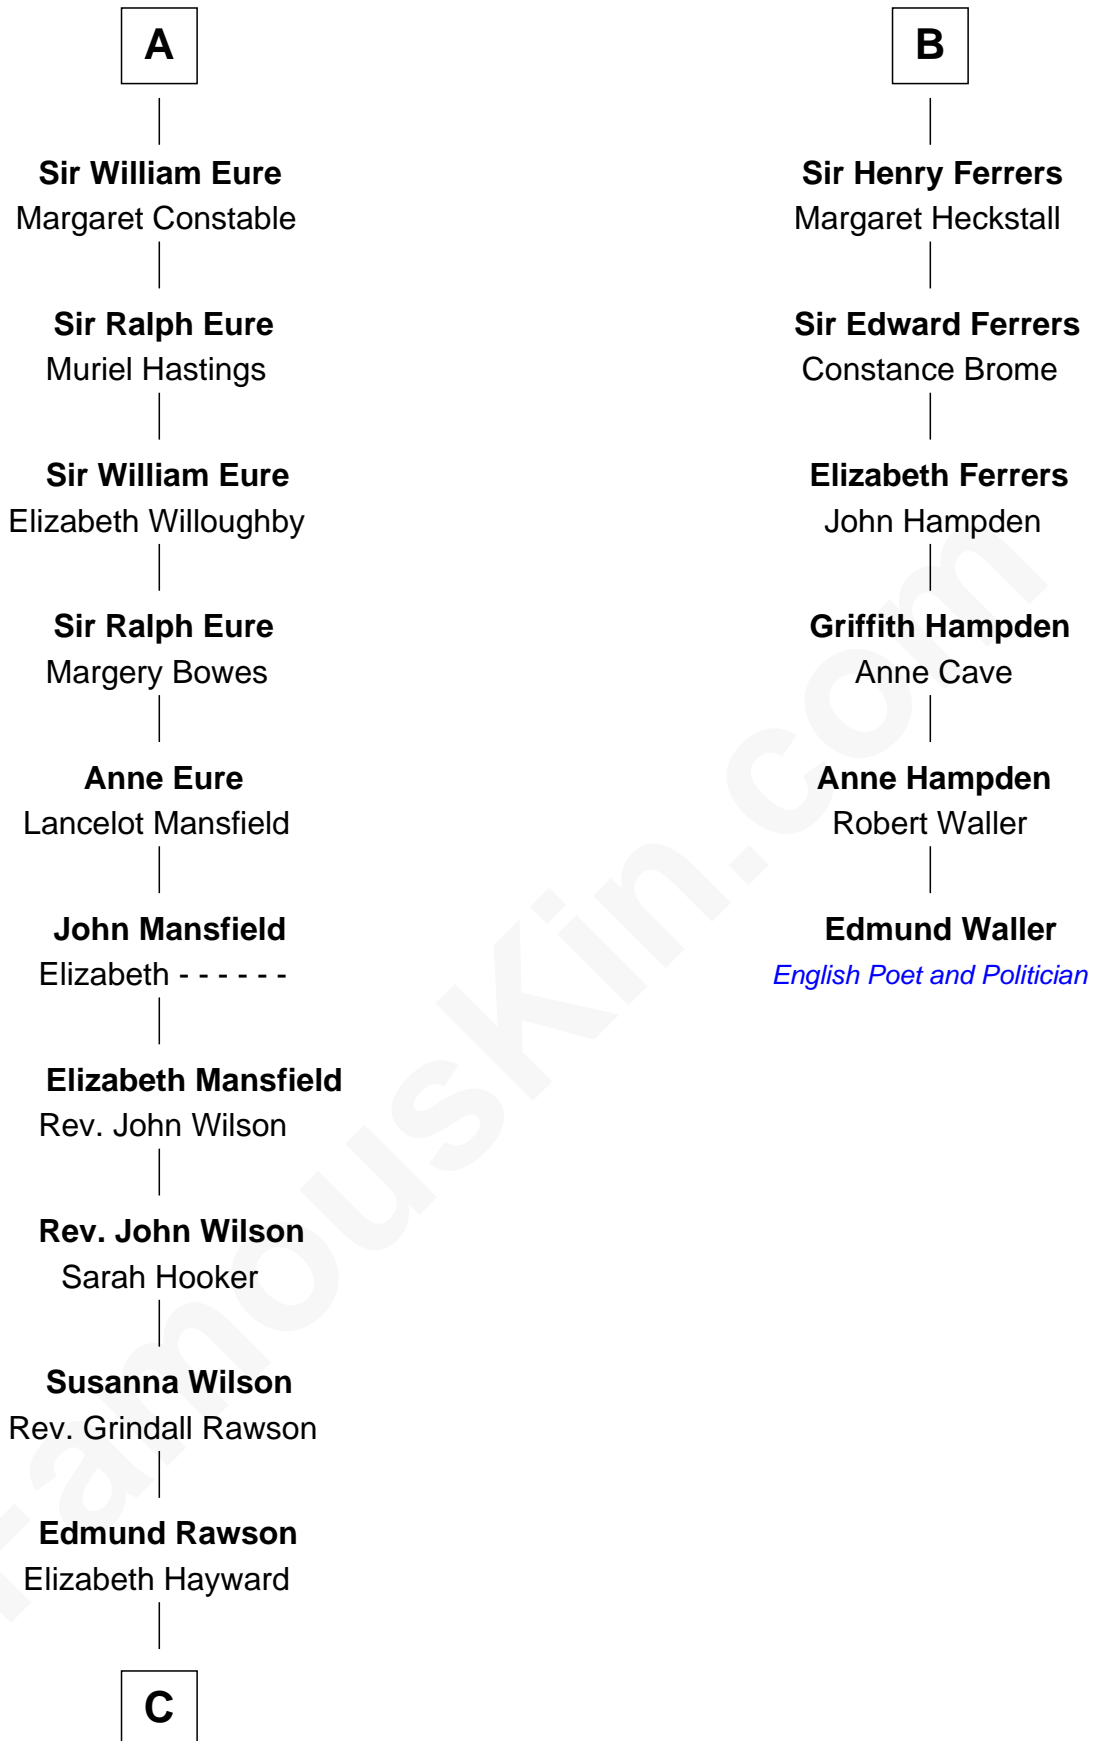 A
Sir William Eure
Margaret Constable
Sir Ralph Eure
Muriel Hastings
Sir William Eure
Elizabeth Willoughby
Sir Ralph Eure
Margery Bowes
Anne Eure
Lancelot Mansfield
John Mansfield
Elizabeth - - - - - -
Elizabeth Mansfield
Rev. John Wilson
Rev. John Wilson
Sarah Hooker
Susanna Wilson
Rev. Grindall Rawson
Edmund Rawson
Elizabeth Hayward
C
B
Sir Henry Ferrers
Margaret Heckstall
Sir Edward Ferrers
Constance Brome
Elizabeth Ferrers
John Hampden
Griffith Hampden
Anne Cave
Anne Hampden
Robert Waller
Edmund Waller
English Poet and Politician
FamousKin.com